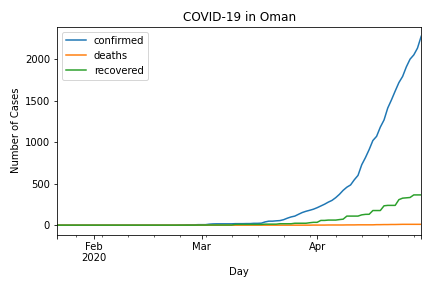 COVID-19 in Oman
confirmed
deaths
recovered
Number of Cases
2000
1500
1000
500
0
Feb
2020
Mar
Apr
Day